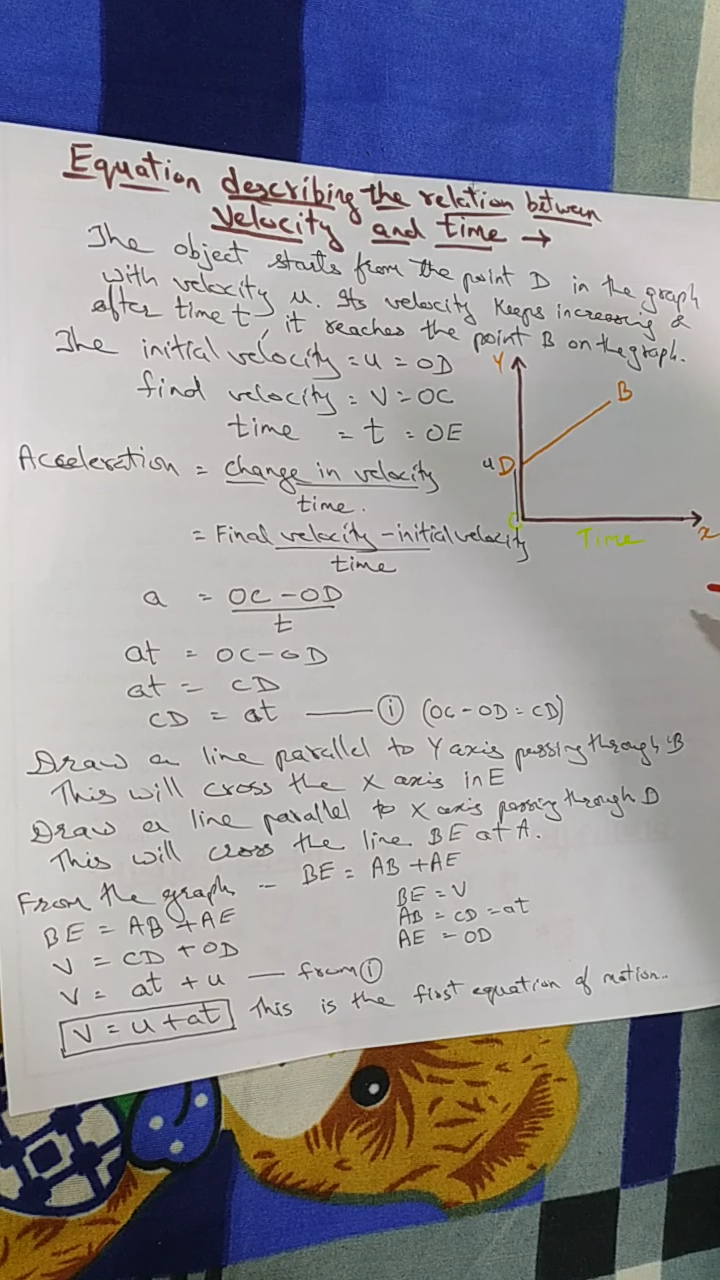 Equation describing the relation between
Velocity and time →
The object starts from the point D in the graph
with velocity u. Its velocity keeps increasing &
after time t, it reaches the point B on the graph.
The initial velocity = u = OD
find velocity = V = OC
time = t = OE
Acceleration = change in velocity
time.
= Final velocity - initial velocity
time
Y
B
u D
Time
x
a = OC - OD
t
at = OC - OD
at = CD
CD = at —— ① (OC - OD = CD)
Draw a line parallel to Y axis passing through B
This will cross the X axis in E
Draw a line parallel to X axis passing through D
This will cross the line BE at A.
From the graph - BE = AB + AE
BE = AB + AE
V = CD + OD
V = at + u — from ①
BE = V
AB = CD = at
AE = OD
V = u + at This is the first equation of motion..